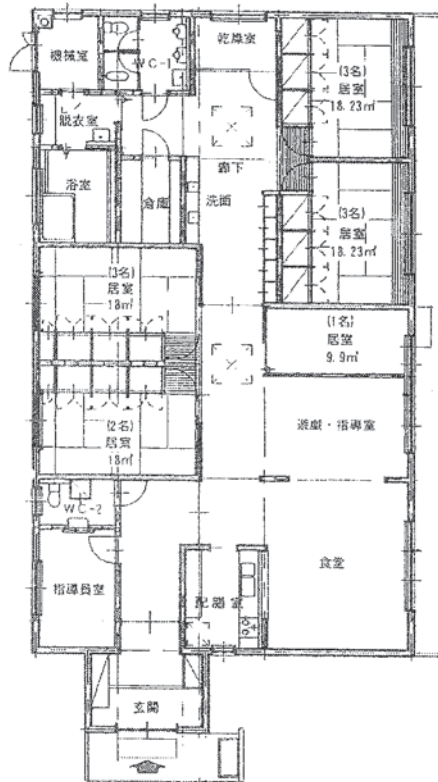 機械室
WC-1
乾燥室
(3名)
居室
18.23㎡
脱衣室
廊下
浴室
倉庫
洗面
(3名)
居室
18.23㎡
(3名)
居室
18㎡
(1名)
居室
9.9㎡
(2名)
居室
18㎡
遊戯・指導室
WC-2
食堂
指導員室
配膳室
玄関